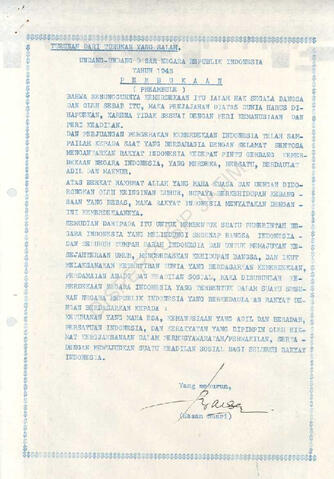 TURUNAN DARI TURUNAN YANG SALAH.
UNDANG-UNDANG DASAR NEGARA REPUBLIK INDONESIA
TAHUN 1945
P E M B U K A A N
( PREAMBULE )
BAHWA SESUNGGUHNYA KEMERDEKAAN ITU IALAH HAK SEGALA BANGSA
DAN OLEH SEBAB ITU, MAKA PENJAJAHAN DIATAS DUNIA HARUS DI-
HAPUSKAN, KARENA TIDAK SESUAI DENGAN PERI KEMANUSIAAN DAN
PERI KEADILAN.
DAN PERJUANGAN PERGERAKAN KEMERDEKAAN INDONESIA TELAH SAM-
PAILAH KEPADA SAAT YANG BERBAHAGIA DENGAN SELAMAT SENTOSA
MENGANTARKAN RAKYAT INDONESIA KEDEPAN PINTU GERBANG KEMER-
DEKAAN NEGARA INDONESIA, YANG MERDEKA, BERSATU, BERDAULAT
ADIL DAN MAKMUR.
ATAS BERKAT RAKHMAT ALLAH YANG MAHA KUASA DAN DENGAN DIDO-
RONGKAN OLEH KEINGINAN LUHUR, SUPAYA BERKEHIDUPAN KEBANG-
SAAN YANG BEBAS, MAKA RAKYAT INDONESIA MENYATAKAN DENGAN -
INI KEMERDEKAANNYA.
KEMUDIAN DARIPADA ITU UNTUK MEMBENTUK SUATU PEMERINTAH NE-
GARA INDONESIA YANG MELINDUNGI SEGENAP BANGSA INDONESIA -
DAN SELURUH TUMPAH DARAH INDONESIA DAN UNTUK MEMAJUKAN KE-
SEJAHTERAAN UMUM, MENCERDASKAN KEHIDUPAN BANGSA, DAN IKUT
MELAKSANAKAN KETERTIBAN DUNIA YANG BERDASARKAN KEMERDEKAAN,
PERDAMAIAN ABADI DAN KEADILAN SOSIAL, MAKA DISUSUNLAH KE-
MERDEKAAN NEGARA INDONESIA YANG TERBENTUK DALAM SUATU SUSU-
NAN NEGARA REPUBLIK INDONESIA YANG BERKEDAULATAN RAKYAT DE-
NGAN BERDASARKAN KEPADA :
KETUHANAN YANG MAHA ESA, KEMANUSIAAN YANG ADIL DAN BERADAB,
PERSATUAN INDONESIA, DAN KERAKYATAN YANG DIPIMPIN OLEH HIK-
MAT KEBIJAKSANAAN DALAM PERMUSYAWARATAN/PERWAKILAN, SERTA-
DENGAN MEWUJUDKAN SUATU KEADILAN SOSIAL BAGI SELURUH RAKYAT
INDONESIA.
Yang menurun,